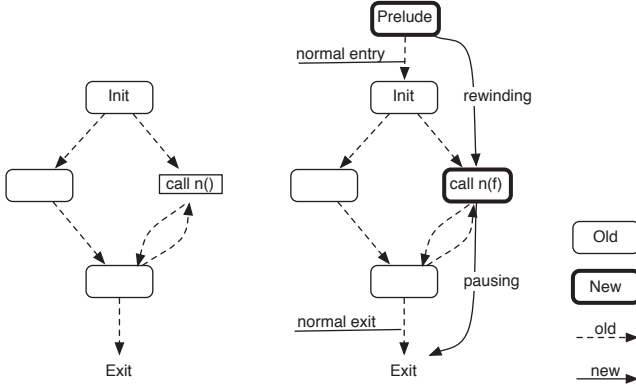 Prelude
normal entry
Init
Init
rewinding
call n()
call n(f)
Old
New
pausing
normal exit
old
Exit
Exit
new